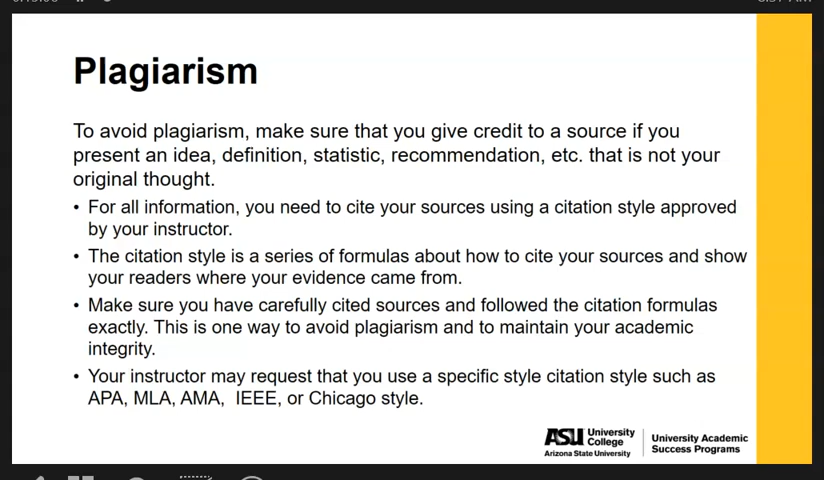 Plagiarism
To avoid plagiarism, make sure that you give credit to a source if you
present an idea, definition, statistic, recommendation, etc. that is not your
original thought.
• For all information, you need to cite your sources using a citation style approved
by your instructor.
• The citation style is a series of formulas about how to cite your sources and show
your readers where your evidence came from.
• Make sure you have carefully cited sources and followed the citation formulas
exactly. This is one way to avoid plagiarism and to maintain your academic
integrity.
• Your instructor may request that you use a specific style citation style such as
APA, MLA, AMA,  IEEE, or Chicago style.
ASU University
College
Arizona State University
University Academic
Success Programs